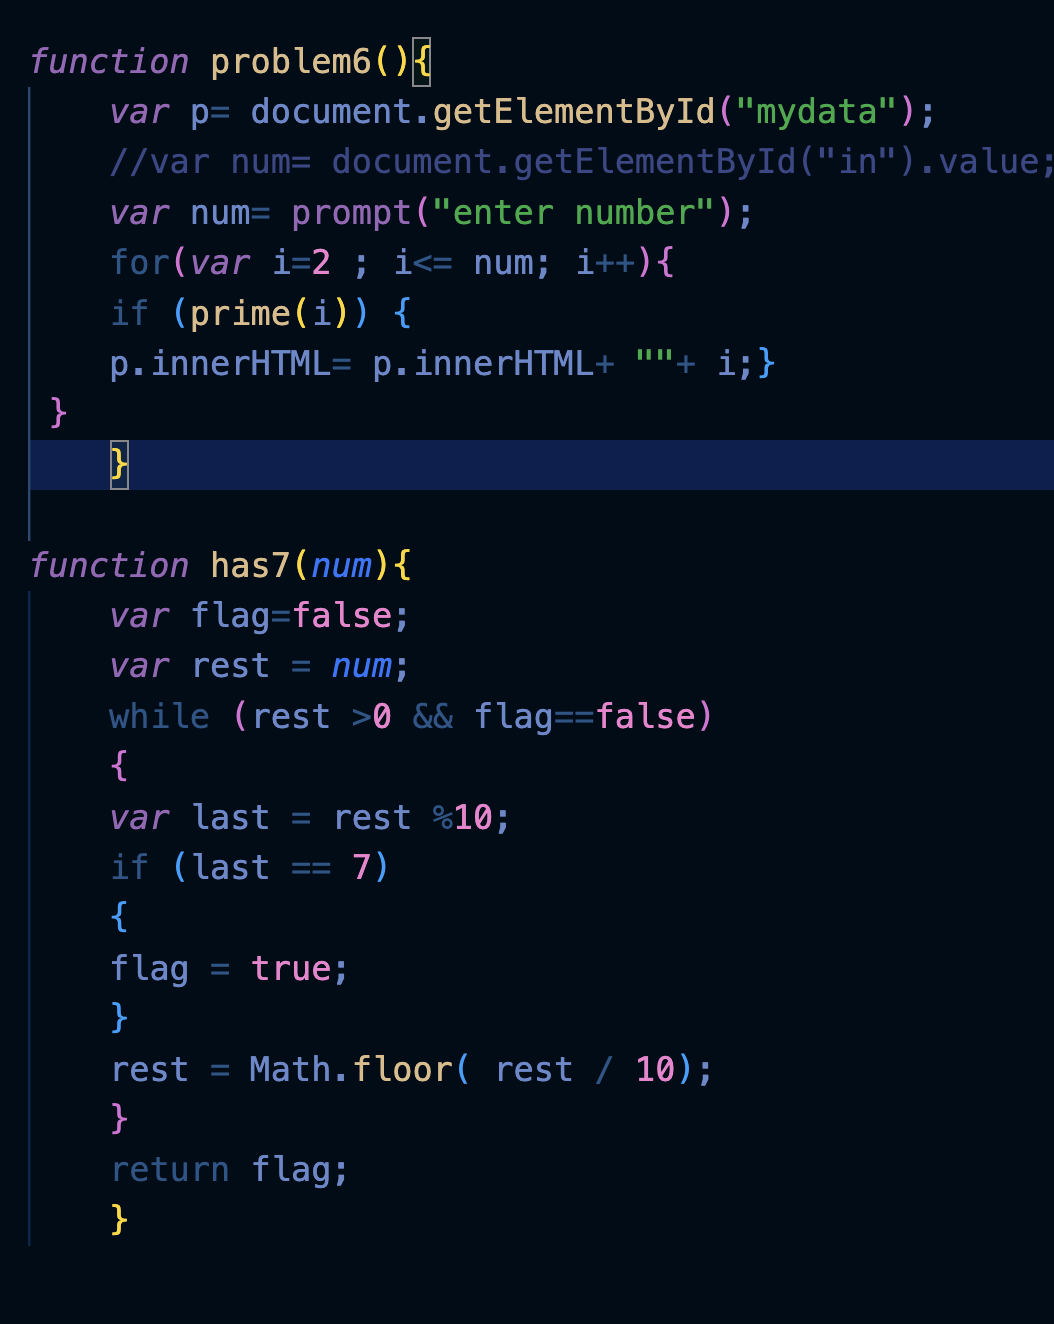 function problem6(){
var p= document.getElementById("mydata");
//var num= document.getElementById("in").value;
var num= prompt("enter number");
for(var i=2 ; i<= num; i++){
if (prime(i)) {
p.innerHTML= p.innerHTML+ ""+ i;}
}
}
function has7(num){
var flag=false;
var rest = num;
while (rest >0 && flag==false)
{
var last = rest %10;
if (last == 7)
{
flag = true;
}
rest = Math.floor( rest / 10);
}
return flag;
}